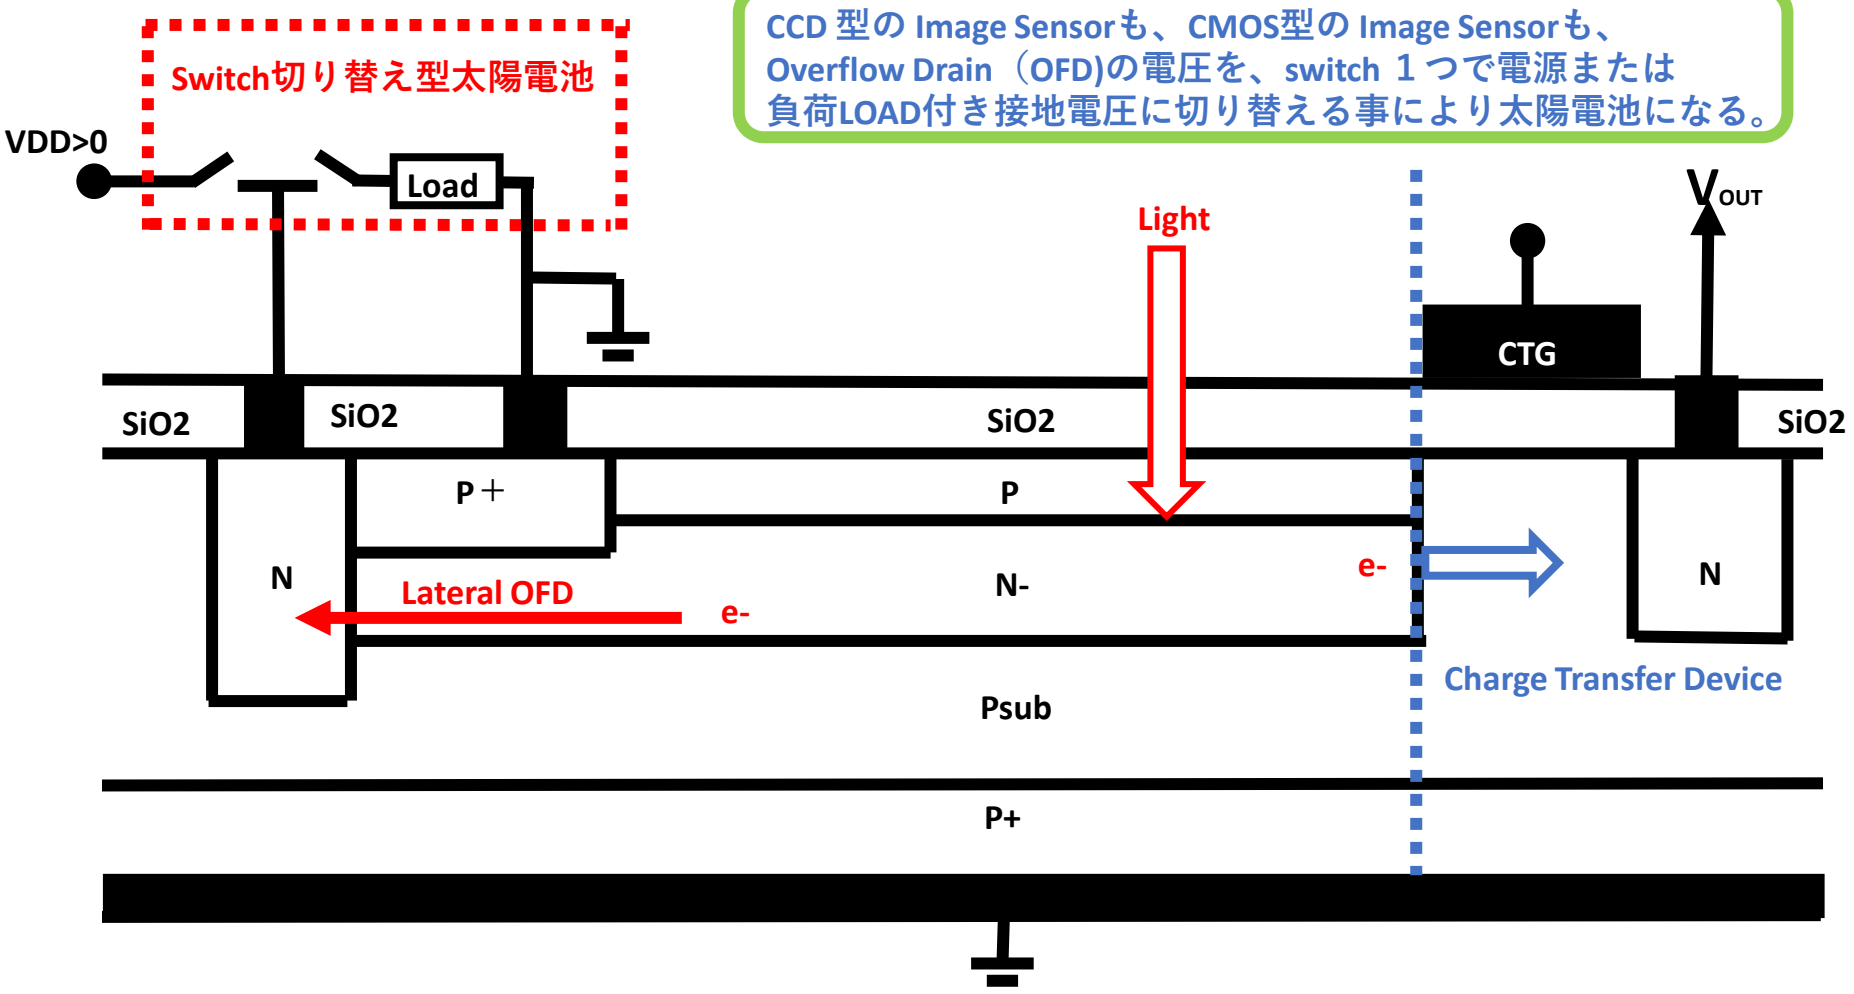 CCD 型の Image Sensorも、CMOS型の Image Sensorも、
Overflow Drain（OFD)の電圧を、switch １つで電源または
負荷LOAD付き接地電圧に切り替える事により太陽電池になる。
Switch切り替え型太陽電池
VDD>0
Load
Light
VOUT
CTG
SiO2
SiO2
SiO2
SiO2
P＋
P
N
Lateral OFD
e-
N-
e-
N
Charge Transfer Device
Psub
P+